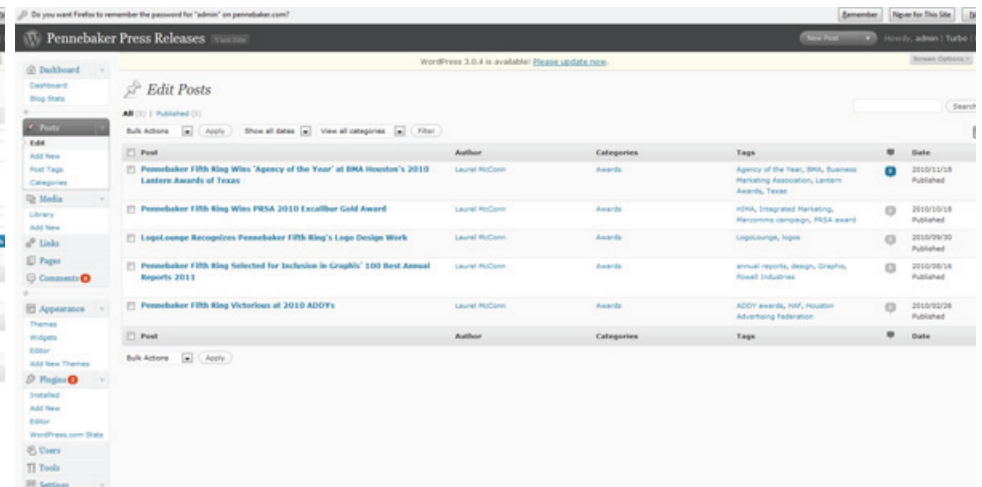 Do you want Firefox to remember the password for "admin" on pennebaker.com?
Remember
Never for This Site
Pennebaker Press Releases
Visit Site
New Post
Howdy, admin | Turbo |
WordPress 3.0.4 is available! Please update now.
Screen Options
Dashboard
Dashboard
Blog Stats
Posts
Edit
Add New
Post Tags
Categories
Media
Library
Add New
Links
Pages
Comments
Appearance
Themes
Widgets
Editor
Add New Themes
Plugins
Installed
Add New
Editor
WordPress.com Stats
Users
Tools
Settings
Edit Posts
All (5) | Published (5)
Search
Bulk Actions
Apply
Show all dates
View all categories
Filter
Post Author Categories Tags Date
Pennebaker Fifth Ring Wins 'Agency of the Year' at BMA Houston's 2010
Lantern Awards of Texas
Laurel McConn
Awards
Agency of the Year, BMA, Business
Marketing Association, Lantern
Awards, Texas
2010/11/18
Published
Pennebaker Fifth Ring Wins PRSA 2010 Excalibur Gold Award
Laurel McConn
Awards
HIMA, Integrated Marketing,
Marcomms campaign, PRSA award
2010/10/18
Published
LogoLounge Recognizes Pennebaker Fifth Ring's Logo Design Work
Laurel McConn
Awards
LogoLounge, logos
2010/09/30
Published
Pennebaker Fifth Ring Selected for Inclusion in Graphis' 100 Best Annual
Reports 2011
Laurel McConn
Awards
annual reports, design, Graphis,
Powell Industries
2010/08/16
Published
Pennebaker Fifth Ring Victorious at 2010 ADDYs
Laurel McConn
Awards
ADDY awards, HAF, Houston
Advertising Federation
2010/02/26
Published
Post Author Categories Tags Date
Bulk Actions
Apply